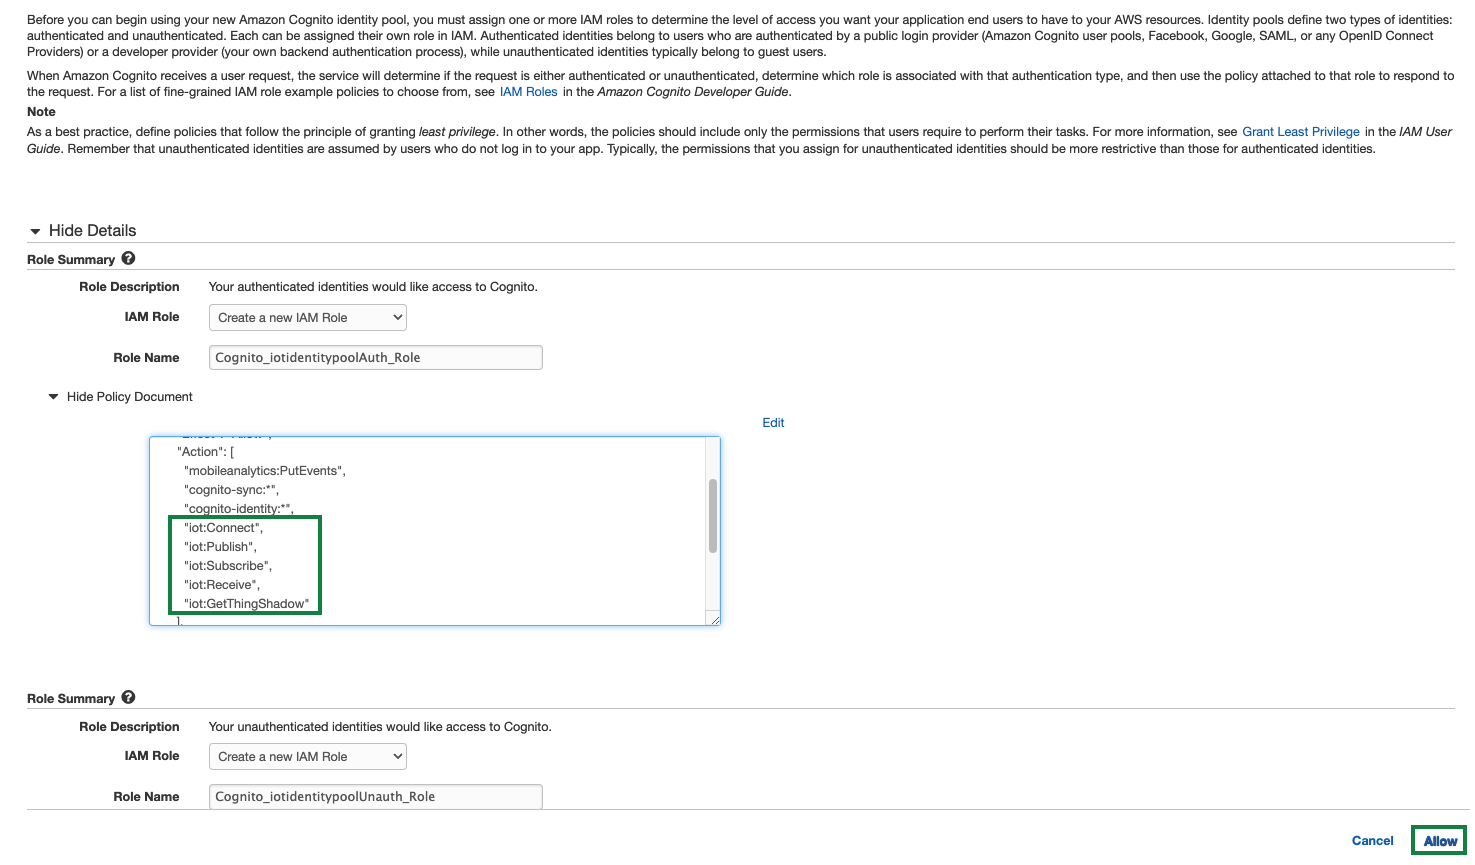 Before you can begin using your new Amazon Cognito identity pool, you must assign one or more IAM roles to determine the level of access you want your application end users to have to your AWS resources. Identity pools define two types of identities:
authenticated and unauthenticated. Each can be assigned their own role in IAM. Authenticated identities belong to users who are authenticated by a public login provider (Amazon Cognito user pools, Facebook, Google, SAML, or any OpenID Connect
Providers) or a developer provider (your own backend authentication process), while unauthenticated identities typically belong to guest users.
When Amazon Cognito receives a user request, the service will determine if the request is either authenticated or unauthenticated, determine which role is associated with that authentication type, and then use the policy attached to that role to respond to
the request. For a list of fine-grained IAM role example policies to choose from, see IAM Roles in the Amazon Cognito Developer Guide.
Note
As a best practice, define policies that follow the principle of granting least privilege. In other words, the policies should include only the permissions that users require to perform their tasks. For more information, see Grant Least Privilege in the IAM User
Guide. Remember that unauthenticated identities are assumed by users who do not log in to your app. Typically, the permissions that you assign for unauthenticated identities should be more restrictive than those for authenticated identities.
Hide Details
Role Summary ?
Role Description Your authenticated identities would like access to Cognito.
IAM Role Create a new IAM Role
Role Name Cognito_iotidentitypoolAuth_Role
Hide Policy Document
Edit
"Action": [
"mobileanalytics:PutEvents",
"cognito-sync:*",
"cognito-identity:*",
"iot:Connect",
"iot:Publish",
"iot:Subscribe",
"iot:Receive",
"iot:GetThingShadow"
],
Role Summary ?
Role Description Your unauthenticated identities would like access to Cognito.
IAM Role Create a new IAM Role
Role Name Cognito_iotidentitypoolUnauth_Role
Cancel Allow